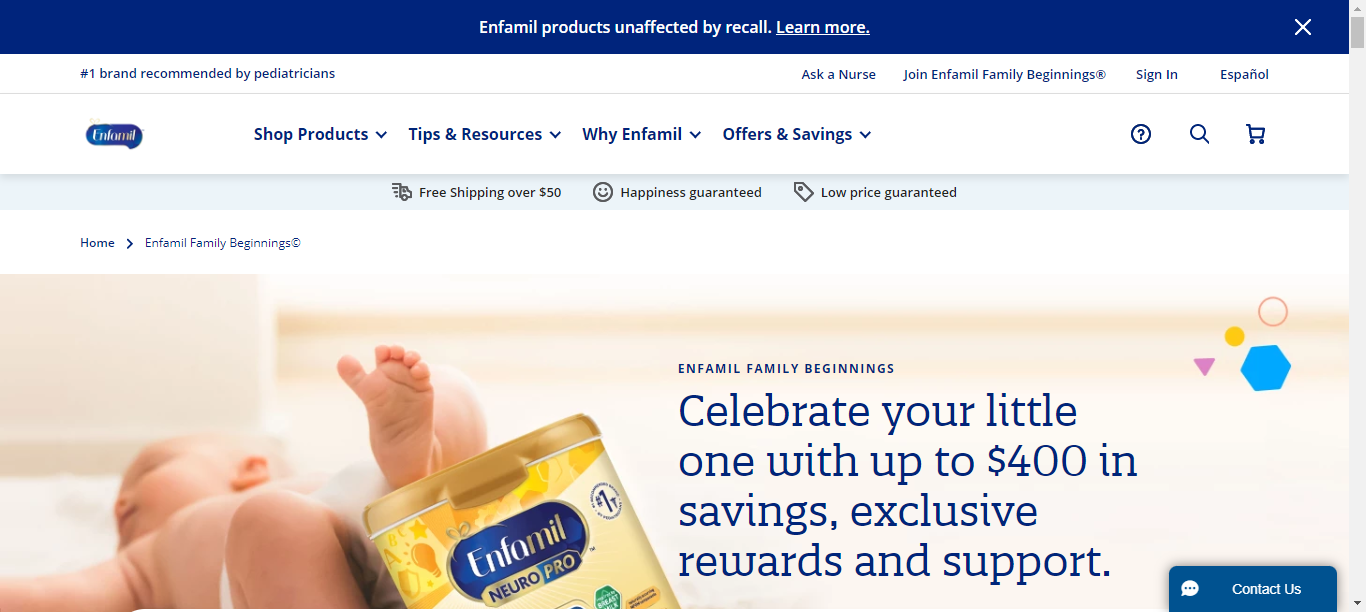 Enfamil products unaffected by recall. Learn more.
#1 brand recommended by pediatricians
Ask a Nurse
Join Enfamil Family Beginnings®
Sign In
Español
Enfamil
Shop Products
Tips & Resources
Why Enfamil
Offers & Savings
Free Shipping over $50
Happiness guaranteed
Low price guaranteed
Home
Enfamil Family Beginnings©
ENFAMIL FAMILY BEGINNINGS
Celebrate your little
one with up to $400 in
savings, exclusive
rewards and support.
#1
Enfamil
™
NEURO PRO
Contact Us